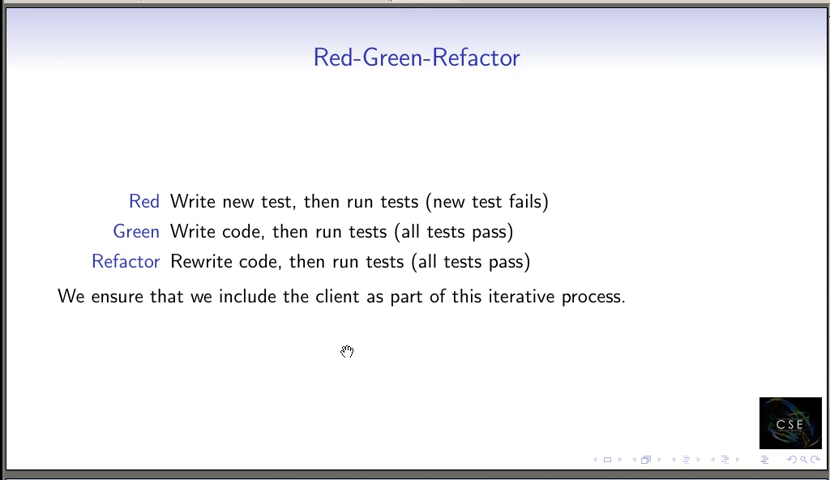 Red-Green-Refactor
Red Write new test, then run tests (new test fails)
Green Write code, then run tests (all tests pass)
Refactor Rewrite code, then run tests (all tests pass)
We ensure that we include the client as part of this iterative process.
CSE